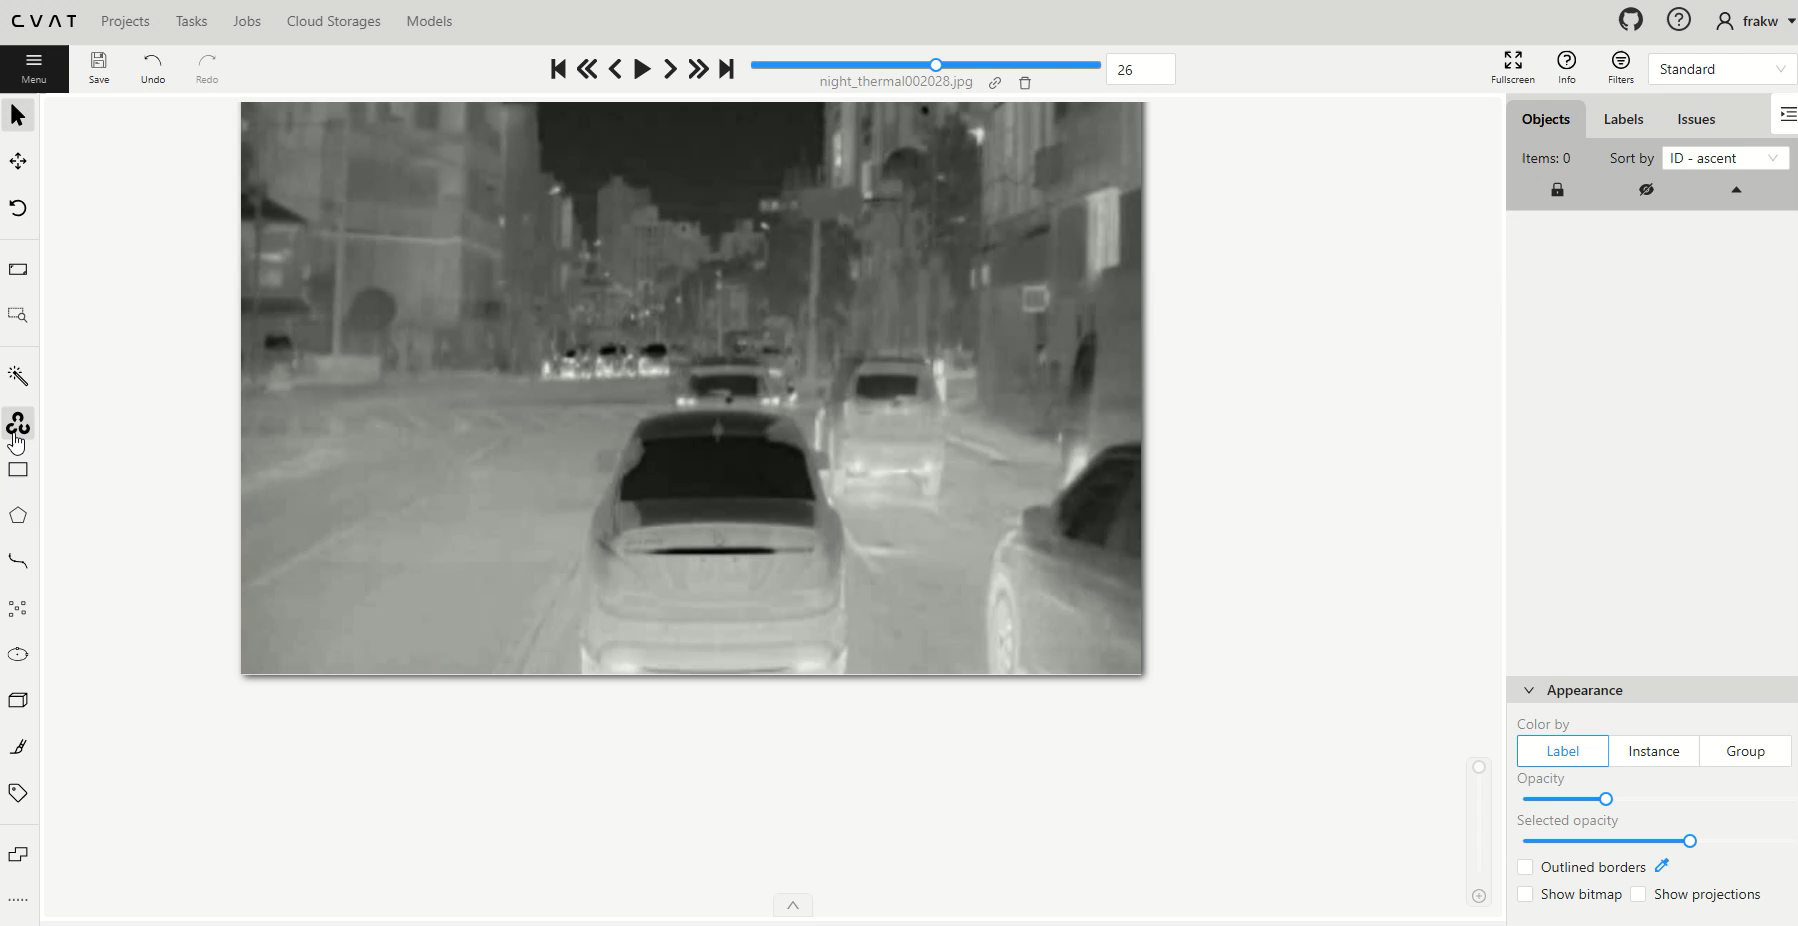 CVAT Projects Tasks Jobs Cloud Storages Models frakw
Menu Save Undo Redo
26
night_thermal002028.jpg
Fullscreen Info Filters Standard
Objects Labels Issues
Items: 0 Sort by ID - ascent
Appearance
Color by
Label Instance Group
Opacity
Selected opacity
Outlined borders
Show bitmap Show projections